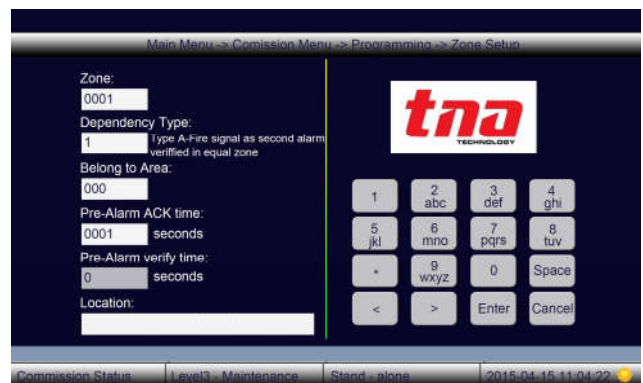 Main Menu -> Comission Menu -> Programming -> Zone Setup
Zone:
0001
Dependency Type:
1 Type A-Fire signal as second alarm
veriffied in equal zone
Belong to Area:
000
Pre-Alarm ACK time:
0001 seconds
Pre-Alarm verify time:
0 seconds
Location:
tna
TECHNOLOGY
1 2 abc 3 def 4 ghi
5 jkl 6 mno 7 pqrs 8 tuv
* 9 wxyz 0 Space
< > Enter Cancel
Commission Status Level3 - Maintenance Stand - alone 2015-04-15 11:04:22